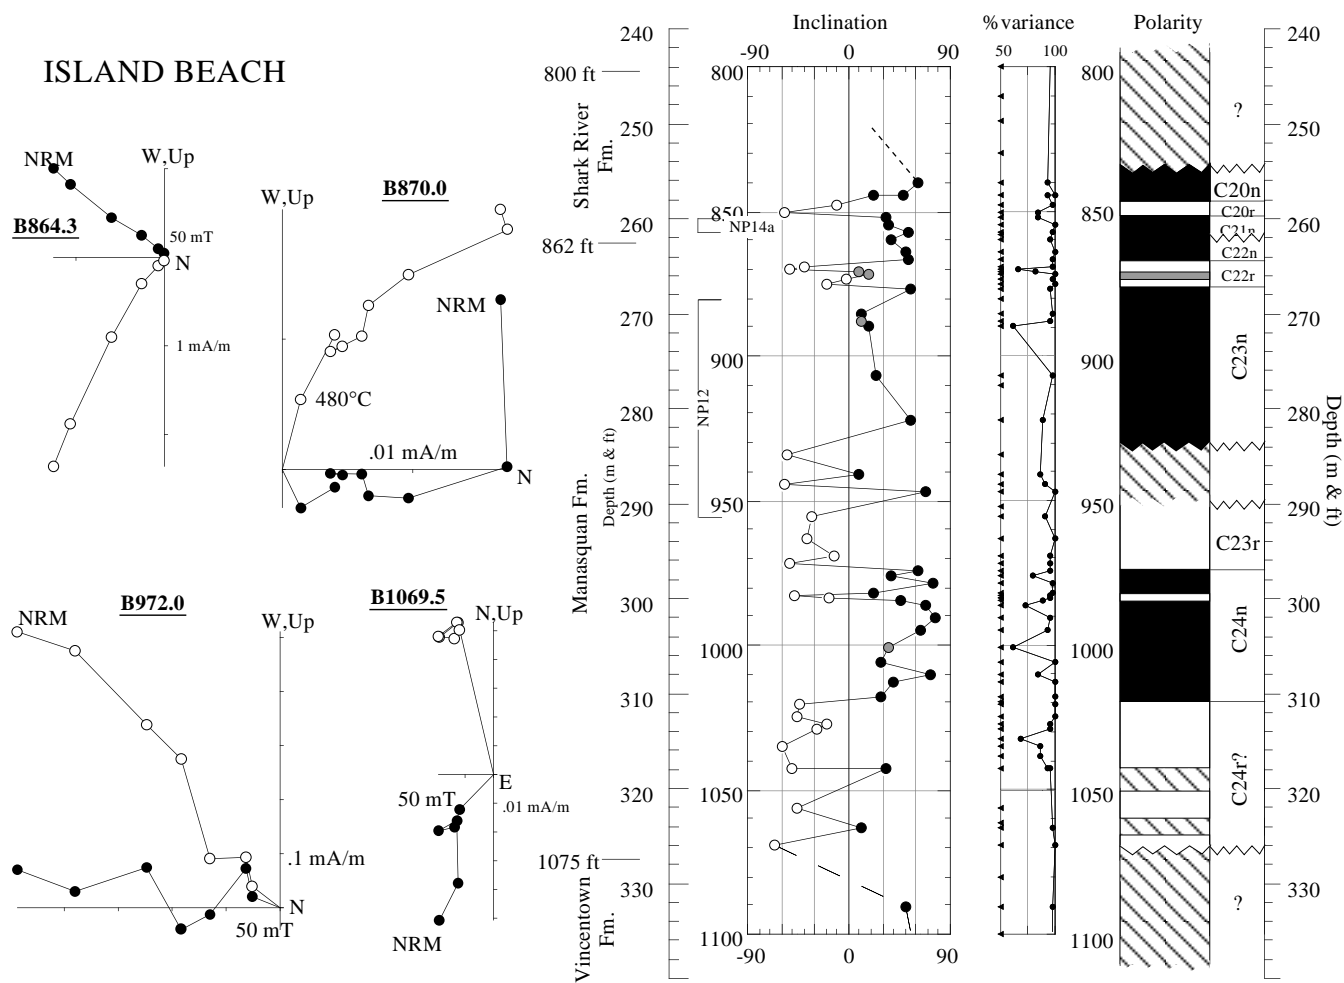 ISLAND BEACH
NRM
W,Up
B864.3
50 mT
N
1 mA/m
W,Up
B870.0
NRM
480°C
.01 mA/m
N
NRM
B972.0
W,Up
.1 mA/m
N
50 mT
B1069.5
N,Up
E
50 mT
.01 mA/m
NRM
800 ft
Shark River
Fm.
862 ft
Manasquan Fm.
1075 ft
Vincentown
Fm.
Depth (m & ft)
240
250
260
270
280
290
300
310
320
330
NP14a
NP12
Inclination
-90 0 90
800
850
900
950
1000
1050
1100
-90 0 90
% variance
50 100
Polarity
800
850
900
950
1000
1050
1100
?
C20n
C20r
C21n
C22n
C22r
C23n
C23r
C24n
C24r?
?
240
250
260
270
280
290
300
310
320
330
Depth (m & ft)